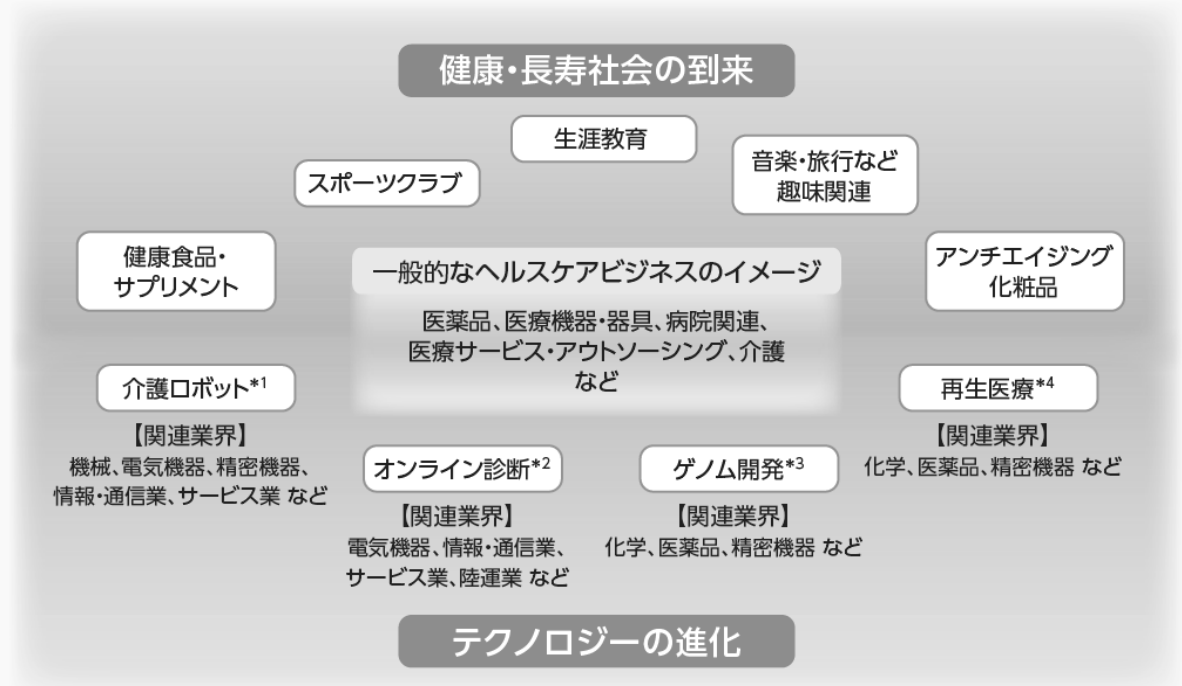 健康・長寿社会の到来
生涯教育
音楽・旅行など
趣味関連
スポーツクラブ
健康食品・
サプリメント
一般的なヘルスケアビジネスのイメージ
医薬品、医療機器・器具、病院関連、
医療サービス・アウトソーシング、介護
など
アンチエイジング
化粧品
介護ロボット*1
【関連業界】
機械、電気機器、精密機器、
情報・通信業、サービス業 など
オンライン診断*2
【関連業界】
電気機器、情報・通信業、
サービス業、陸運業 など
ゲノム開発*3
【関連業界】
化学、医薬品、精密機器 など
再生医療*4
【関連業界】
化学、医薬品、精密機器 など
テクノロジーの進化